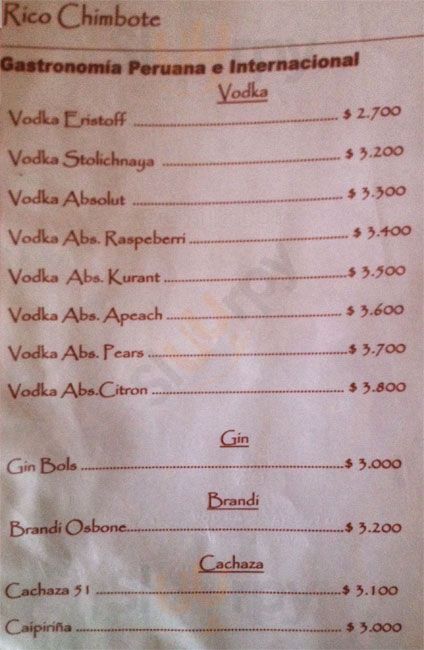 Rico Chimbote
Gastronomía Peruana e Internacional
Vodka
Vodka Eristoff ........ $ 2.700
Vodka Stolichnaya ........ $ 3.200
Vodka Absolut ........ $ 3.300
Vodka Abs. Raspeberri ........ $ 3.400
Vodka Abs. Kurant ........ $ 3.500
Vodka Abs. Apeach ........ $ 3.600
Vodka Abs. Pears ........ $ 3.700
Vodka Abs.Citron ........ $ 3.800
Gin
Gin Bols ........ $ 3.000
Brandi
Brandi Osbone........ $ 3.200
Cachaza
Cachaza 51 ........ $ 3.100
Caipiriña ........ $ 3.000